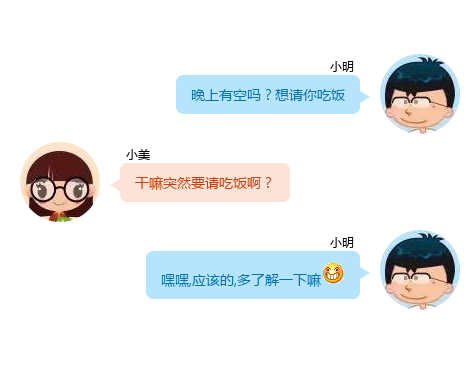 小明
晚上有空吗？想请你吃饭
小美
干嘛突然要请吃饭啊？
小明
嘿嘿,应该的,多了解一下嘛